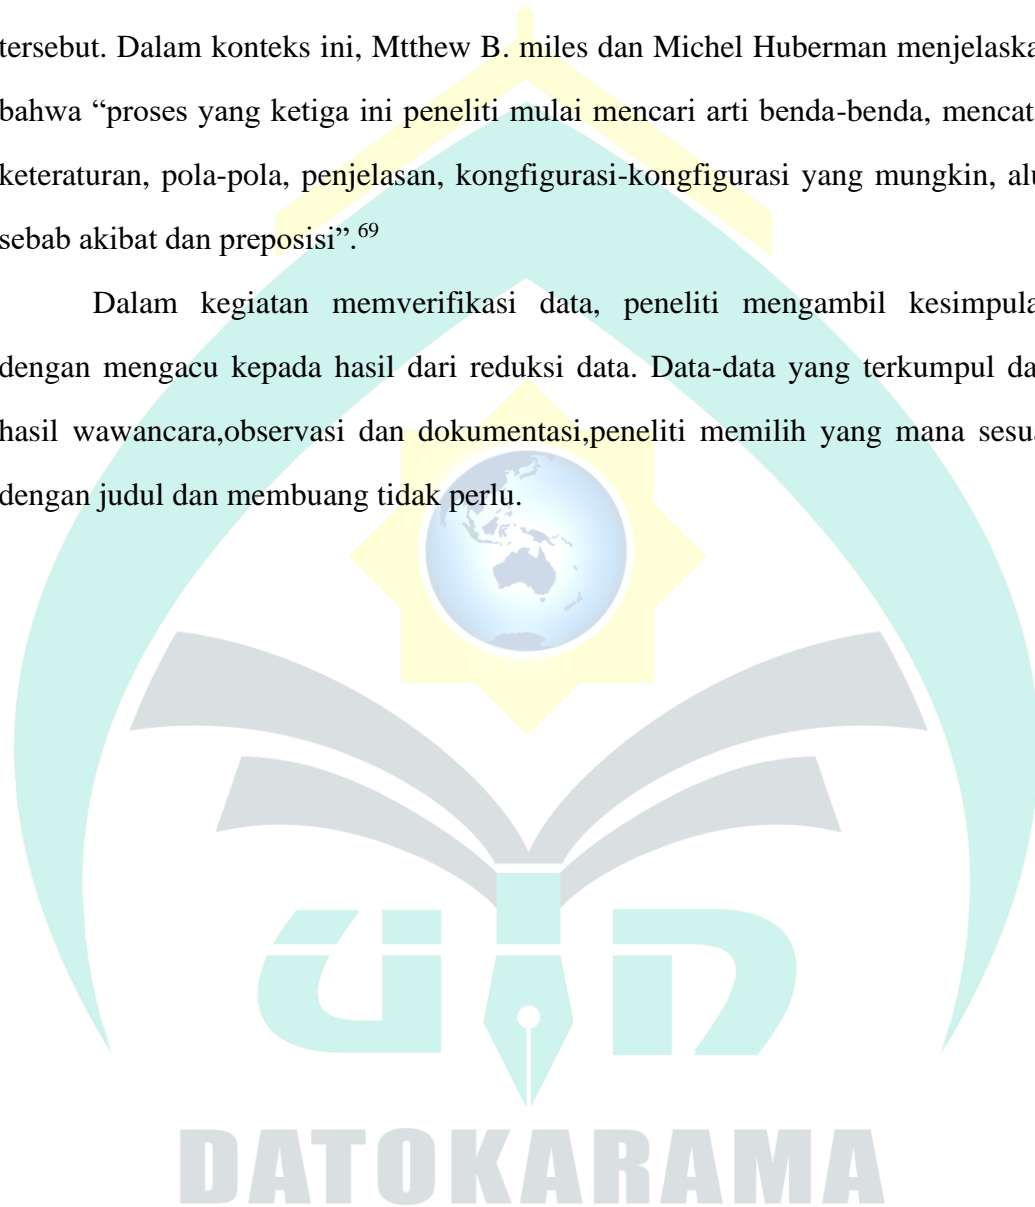 tersebut. Dalam konteks ini, Mtthew B. miles dan Michel Huberman menjelaska
bahwa “proses yang ketiga ini peneliti mulai mencari arti benda-benda, mencat
keteraturan, pola-pola, penjelasan, kongfigurasi-kongfigurasi yang mungkin, alu
sebab akibat dan preposisi”.69
Dalam kegiatan memverifikasi data, peneliti mengambil kesimpula
dengan mengacu kepada hasil dari reduksi data. Data-data yang terkumpul da
hasil wawancara,observasi dan dokumentasi,peneliti memilih yang mana sesua
dengan judul dan membuang tidak perlu.
UIN
DATOKARAMA